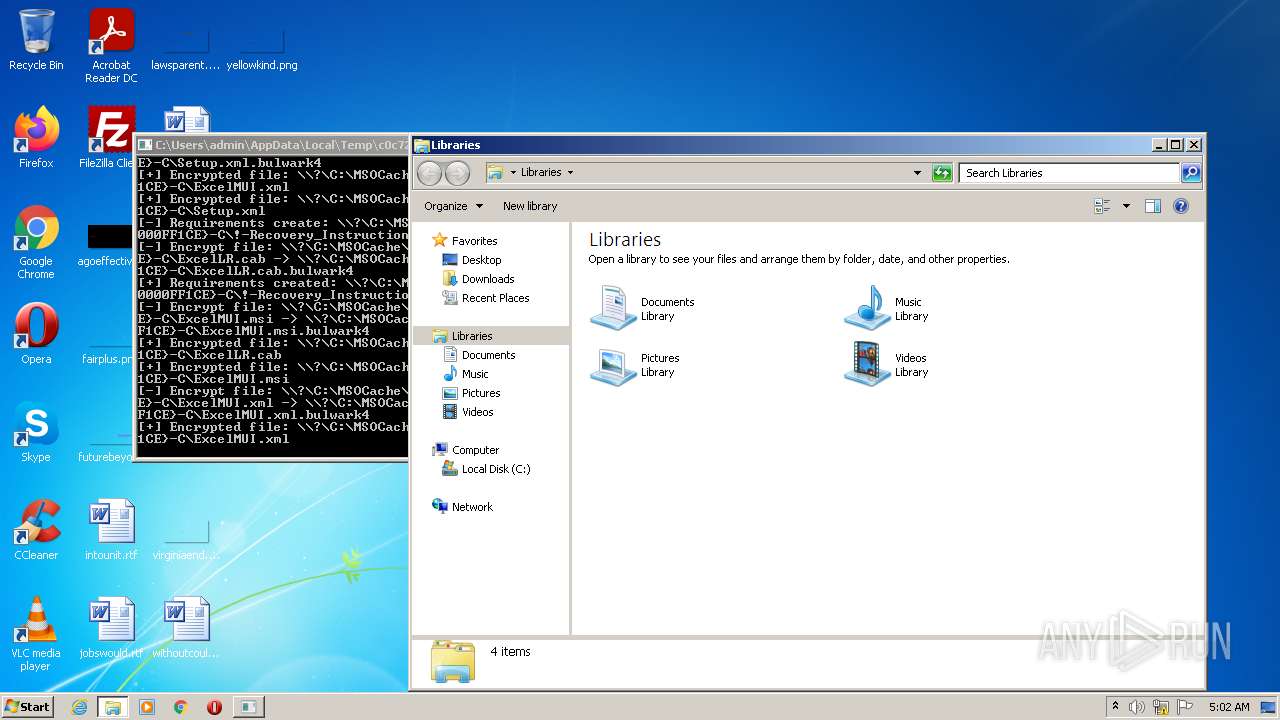 Recycle Bin
Acrobat
Reader DC
lawsparent....
yellowkind.png
Firefox
FileZilla Clie
Google
Chrome
agoeffectiv
Opera
fairplus.pn
Skype
futurebeyo
CCleaner
intounit.rtf
virginiaend....
VLC media
player
jobswould.rtf
withoutcoul...
C:\Users\admin\AppData\Local\Temp\c0c7
E}-C\Setup.xml.bulwark4
[+] Encrypted file: \\?\C:\MSOCach
1CE}-C\ExcelMUI.xml
[+] Encrypted file: \\?\C:\MSOCach
1CE}-C\Setup.xml
[-] Requirements create: \\?\C:\MS
000FF1CE}-C\!-Recovery_Instruction
[-] Encrypt file: \\?\C:\MSOCache\
E}-C\ExcelLR.cab -> \\?\C:\MSOCach
1CE}-C\ExcelLR.cab.bulwark4
[+] Requirements created: \\?\C:\M
0000FF1CE}-C\!-Recovery_Instructio
[-] Encrypt file: \\?\C:\MSOCache\
E}-C\ExcelMUI.msi -> \\?\C:\MSOCac
F1CE}-C\ExcelMUI.msi.bulwark4
[+] Encrypted file: \\?\C:\MSOCach
1CE}-C\ExcelLR.cab
[+] Encrypted file: \\?\C:\MSOCach
1CE}-C\ExcelMUI.msi
[-] Encrypt file: \\?\C:\MSOCache\
E}-C\ExcelMUI.xml -> \\?\C:\MSOCac
F1CE}-C\ExcelMUI.xml.bulwark4
[+] Encrypted file: \\?\C:\MSOCach
1CE}-C\ExcelMUI.xml
Libraries
Libraries
Search Libraries
Organize
New library
Favorites
Desktop
Downloads
Recent Places
Libraries
Documents
Music
Pictures
Videos
Computer
Local Disk (C:)
Network
Libraries
Open a library to see your files and arrange them by folder, date, and other properties.
Documents
Library
Music
Library
Pictures
Library
Videos
Library
4 items
ANY RUN
Start
5:02 AM